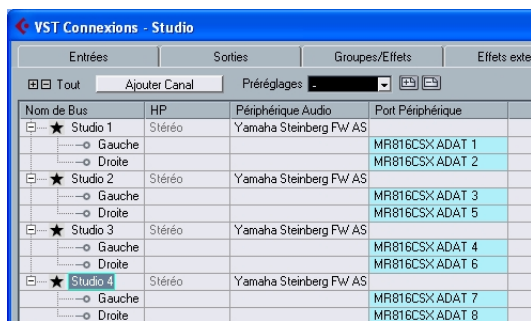 VST Connexions - Studio
Entrées Sorties Groupes/Effets Effets exte
Tout Ajouter Canal Préréglages -
Nom de Bus HP Périphérique Audio Port Périphérique
Studio 1 Stéréo Yamaha Steinberg FW AS
Gauche MR816CSX ADAT 1
Droite MR816CSX ADAT 2
Studio 2 Stéréo Yamaha Steinberg FW AS
Gauche MR816CSX ADAT 3
Droite MR816CSX ADAT 5
Studio 3 Stéréo Yamaha Steinberg FW AS
Gauche MR816CSX ADAT 4
Droite MR816CSX ADAT 6
Studio 4 Stéréo Yamaha Steinberg FW AS
Gauche MR816CSX ADAT 7
Droite MR816CSX ADAT 8